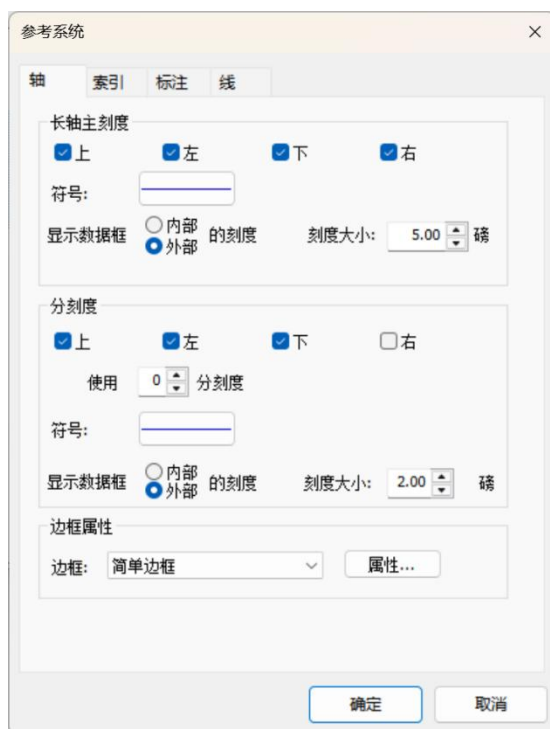 参考系统
轴 索引 标注 线
长轴主刻度
上 左 下 右
符号:
显示数据框 内部 外部 的刻度 刻度大小: 5.00 磅
分刻度
上 左 下 右
使用 0 分刻度
符号:
显示数据框 内部 外部 的刻度 刻度大小: 2.00 磅
边框属性
边框: 简单边框 属性...
确定 取消